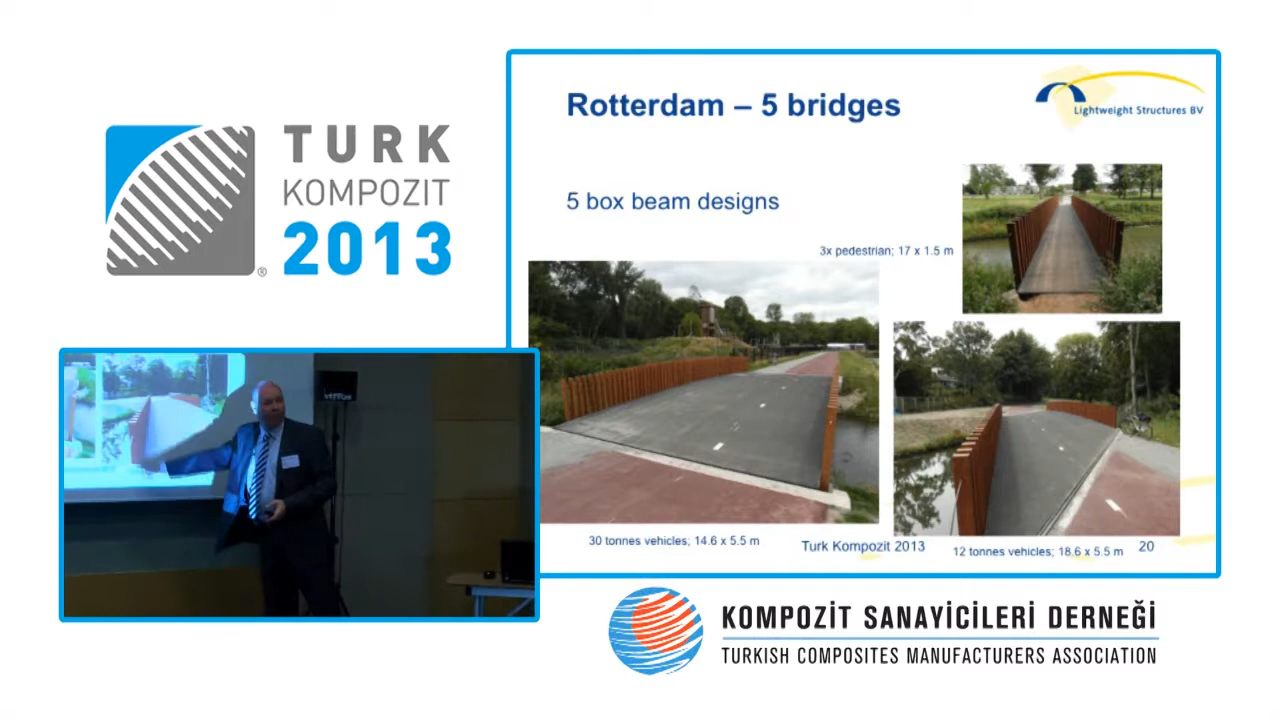 TURK
KOMPOZIT
2013
®
Rotterdam – 5 bridges
Lightweight Structures BV
5 box beam designs
3x pedestrian; 17 x 1.5 m
30 tonnes vehicles; 14.6 x 5.5 m
Turk Kompozit 2013
12 tonnes vehicles; 18.6 x 5.5 m
20
KOMPOZİT SANAYİCİLERİ DERNEĞİ
TURKISH COMPOSITES MANUFACTURERS ASSOCIATION